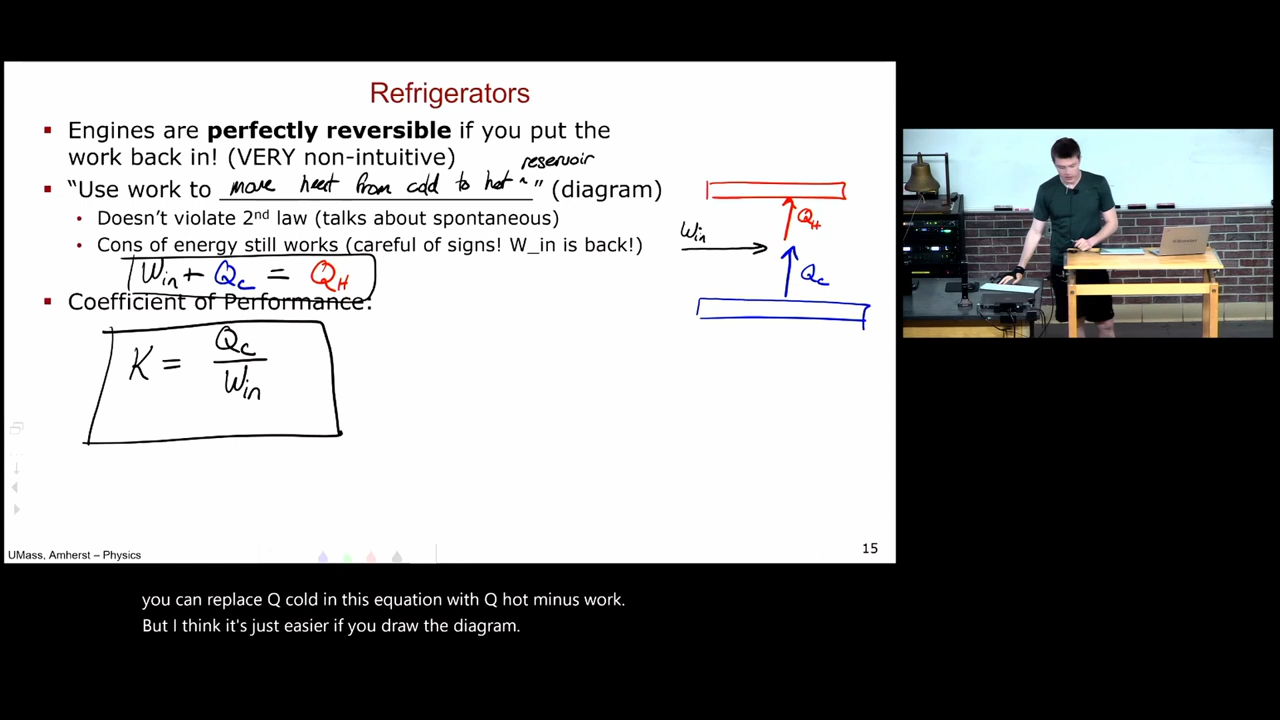 Refrigerators
▪ Engines are perfectly reversible if you put the
work back in! (VERY non-intuitive)
reservoir
▪ “Use work to move heat from cold to hot ^” (diagram)
• Doesn’t violate 2nd law (talks about spontaneous)
• Cons of energy still works (careful of signs! W_in is back!)
Win + QC = QH
▪ Coefficient of Performance:
K = QC / Win
QH
Win
QC
UMass, Amherst – Physics
15
you can replace Q cold in this equation with Q hot minus work.
But I think it's just easier if you draw the diagram.